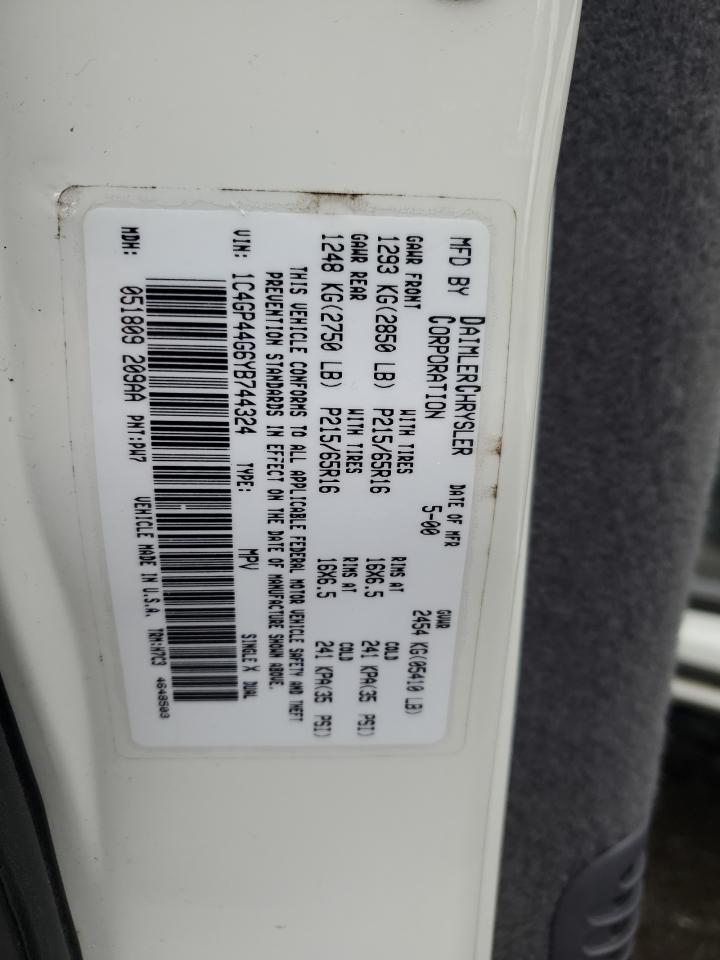 MFD BY DAIMLERCHRYSLER CORPORATION
DATE OF MFR 5-00
GVWR 2454 KG(05410 LB)
GAWR FRONT WITH TIRES RIMS AT COLD
1293 KG(2850 LB) P215/65R16 16X6.5 241 KPA(35 PSI)
GAWR REAR WITH TIRES RIMS AT COLD
1248 KG(2750 LB) P215/65R16 16X6.5 241 KPA(35 PSI)
THIS VEHICLE CONFORMS TO ALL APPLICABLE FEDERAL MOTOR VEHICLE SAFETY AND THEFT
PREVENTION STANDARDS IN EFFECT ON THE DATE OF MANUFACTURE SHOWN ABOVE.
VIN: 1C4GP44G6YB744324 TYPE: MPV SINGLE X DUAL
MDH: 051809 209AA PNT:PW7 VEHICLE MADE IN U.S.A. TRM:H7C3 4648503